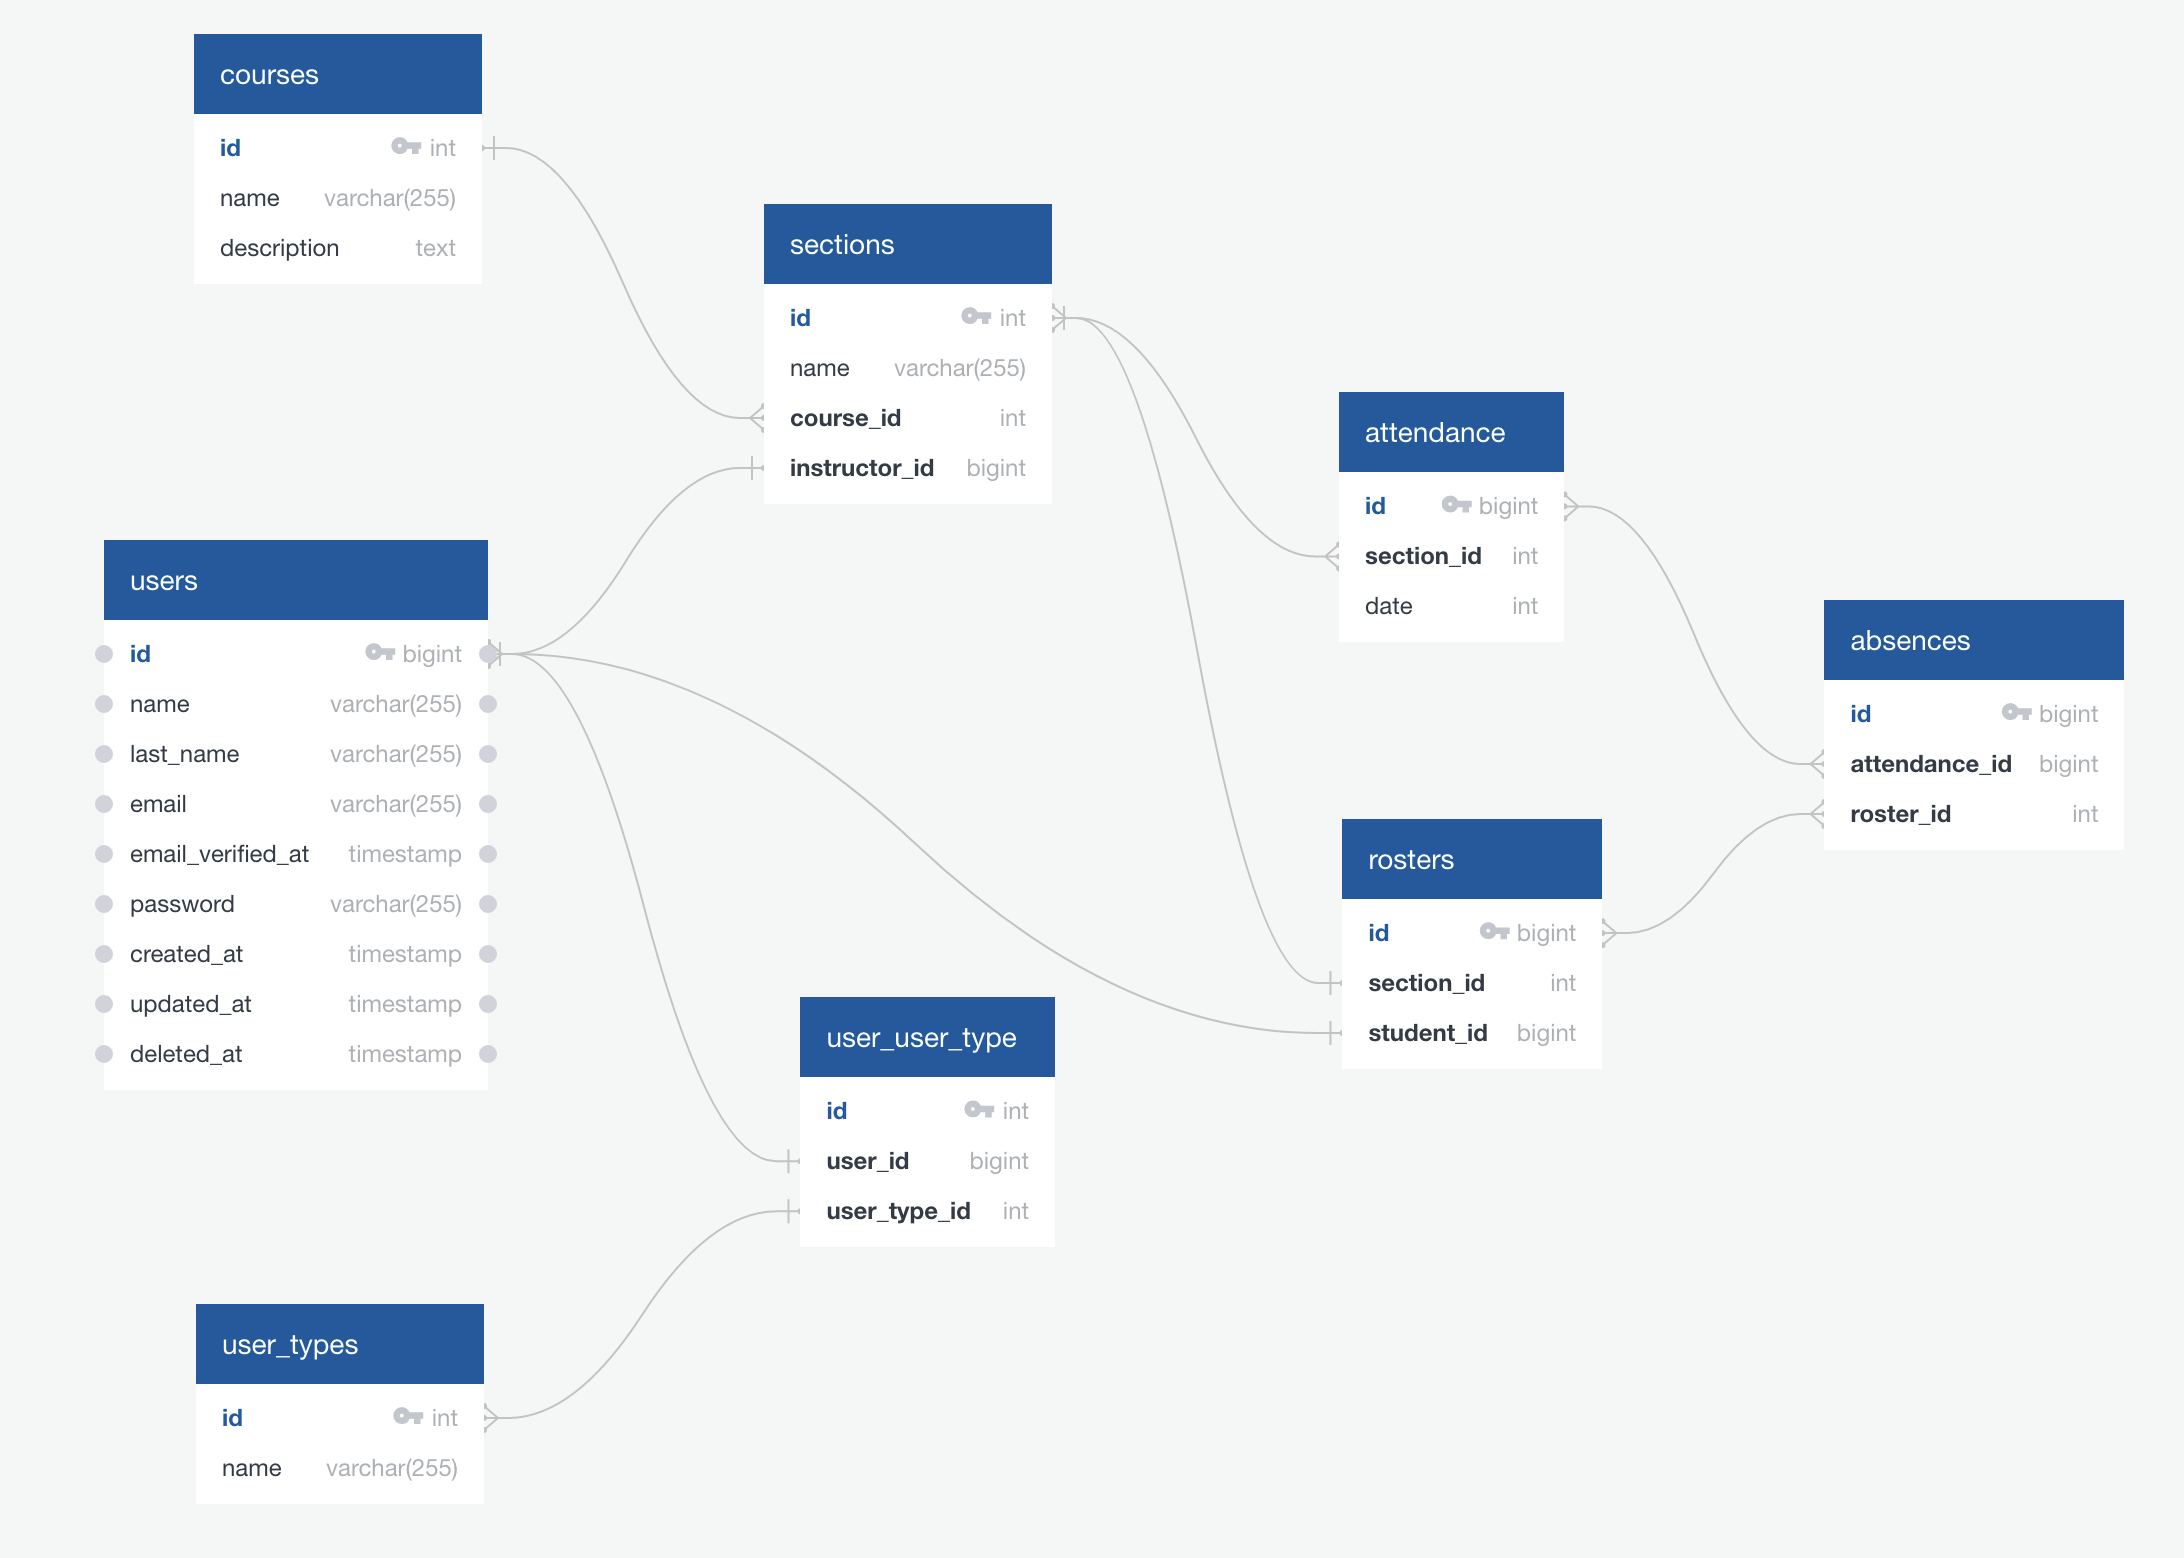 courses
id int
name varchar(255)
description text
sections
id int
name varchar(255)
course_id int
instructor_id bigint
attendance
id bigint
section_id int
date int
users
id bigint
name varchar(255)
last_name varchar(255)
email varchar(255)
email_verified_at timestamp
password varchar(255)
created_at timestamp
updated_at timestamp
deleted_at timestamp
absences
id bigint
attendance_id bigint
roster_id int
rosters
id bigint
section_id int
student_id bigint
user_user_type
id int
user_id bigint
user_type_id int
user_types
id int
name varchar(255)